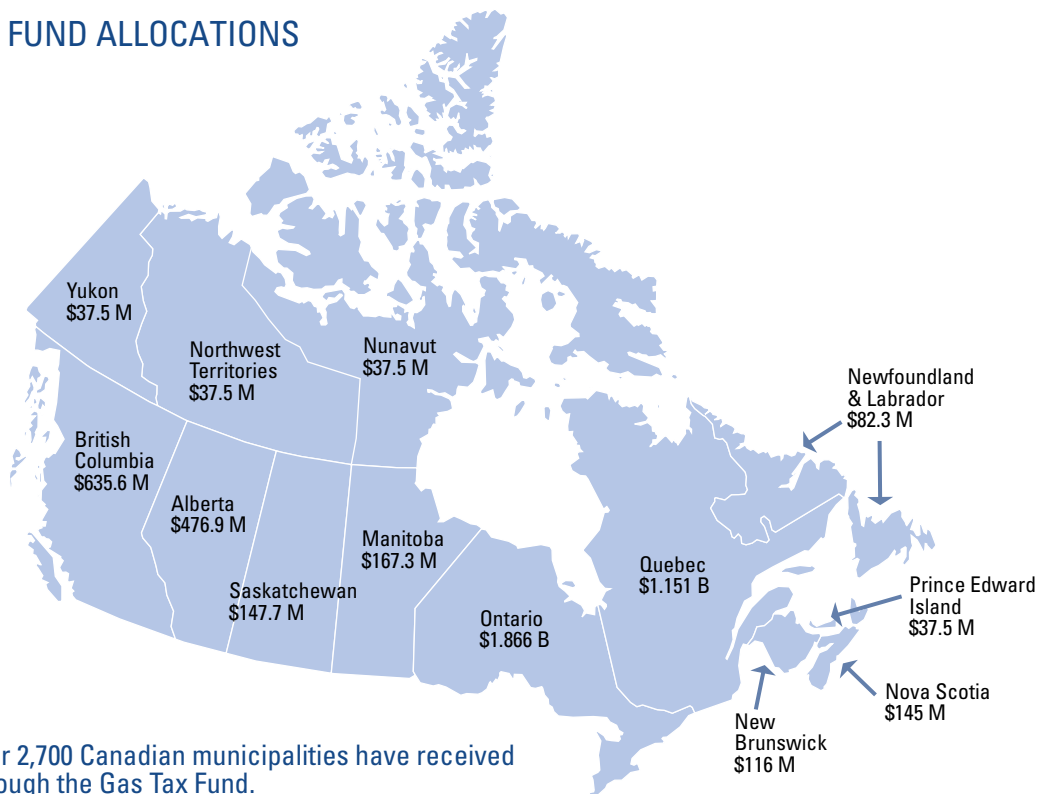 FUND ALLOCATIONS
Yukon
$37.5 M
Northwest
Territories
$37.5 M
Nunavut
$37.5 M
Newfoundland
& Labrador
$82.3 M
British
Columbia
$635.6 M
Alberta
$476.9 M
Saskatchewan
$147.7 M
Manitoba
$167.3 M
Ontario
$1.866 B
Quebec
$1.151 B
Prince Edward
Island
$37.5 M
Nova Scotia
$145 M
New
Brunswick
$116 M
2,700 Canadian municipalities have received
the Gas Tax Fund.